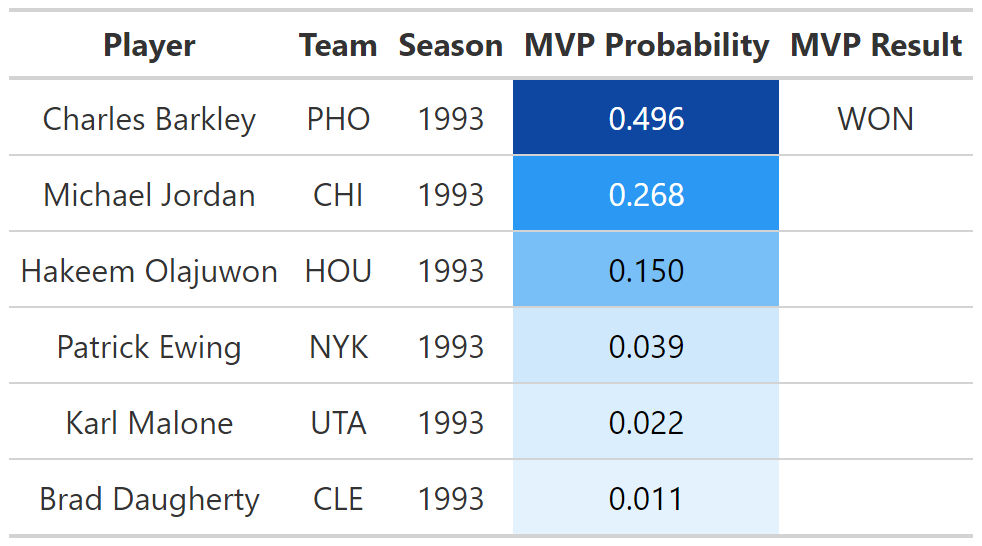 Player Team Season MVP Probability MVP Result
Charles Barkley PHO 1993 0.496 WON
Michael Jordan CHI 1993 0.268
Hakeem Olajuwon HOU 1993 0.150
Patrick Ewing NYK 1993 0.039
Karl Malone UTA 1993 0.022
Brad Daugherty CLE 1993 0.011